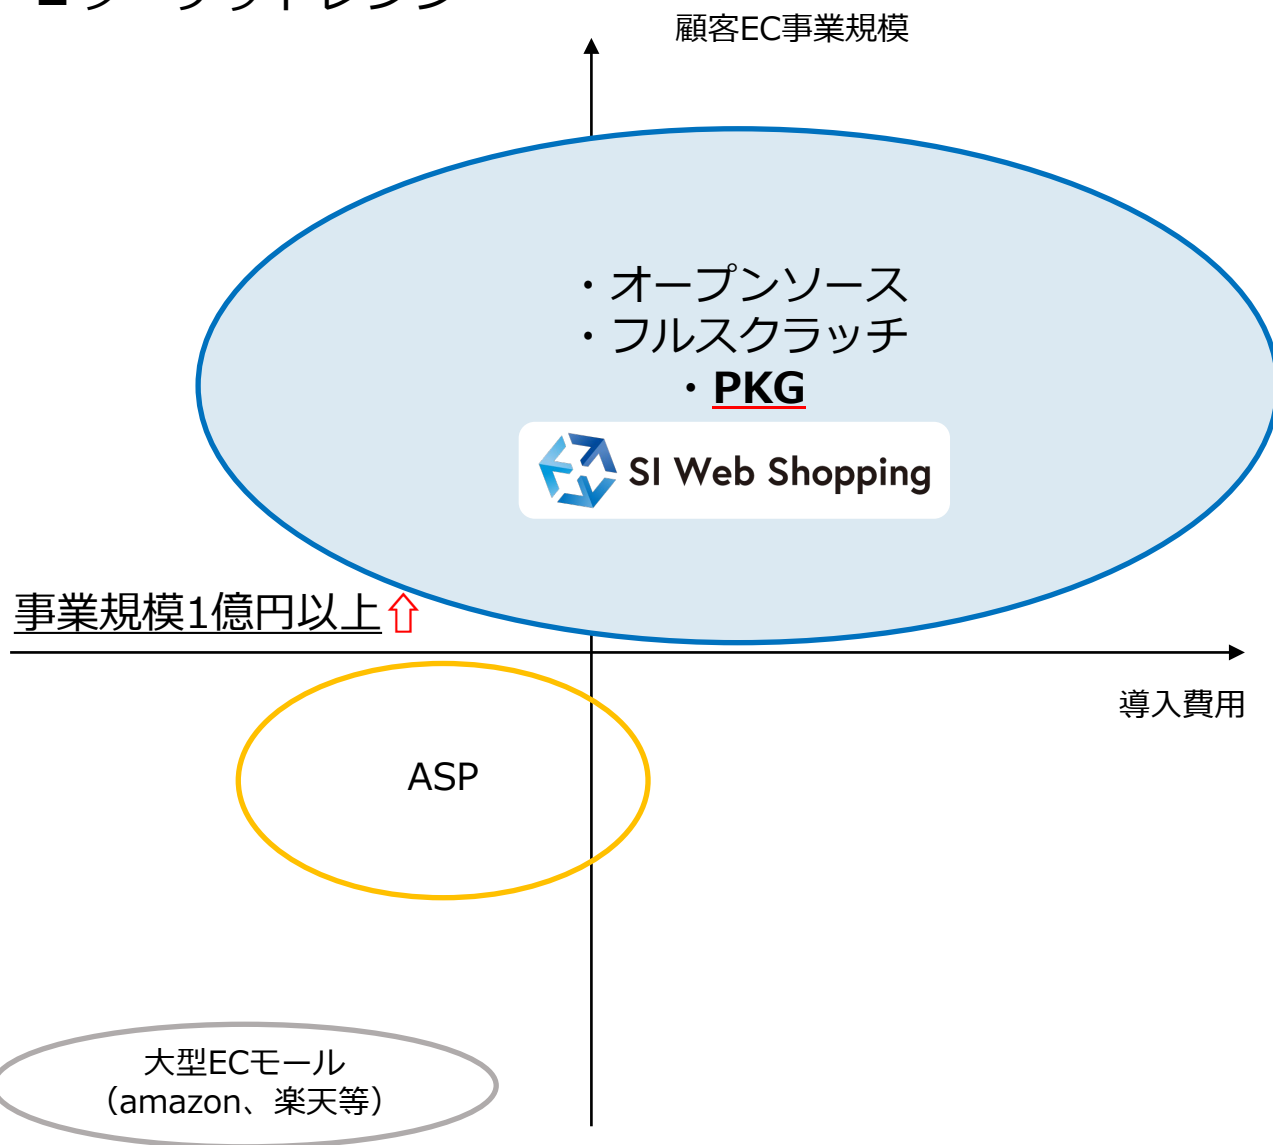 顧客EC事業規模
・オープンソース
・フルスクラッチ
・PKG
SI Web Shopping
事業規模1億円以上
導入費用
ASP
大型ECモール
（amazon、楽天等）